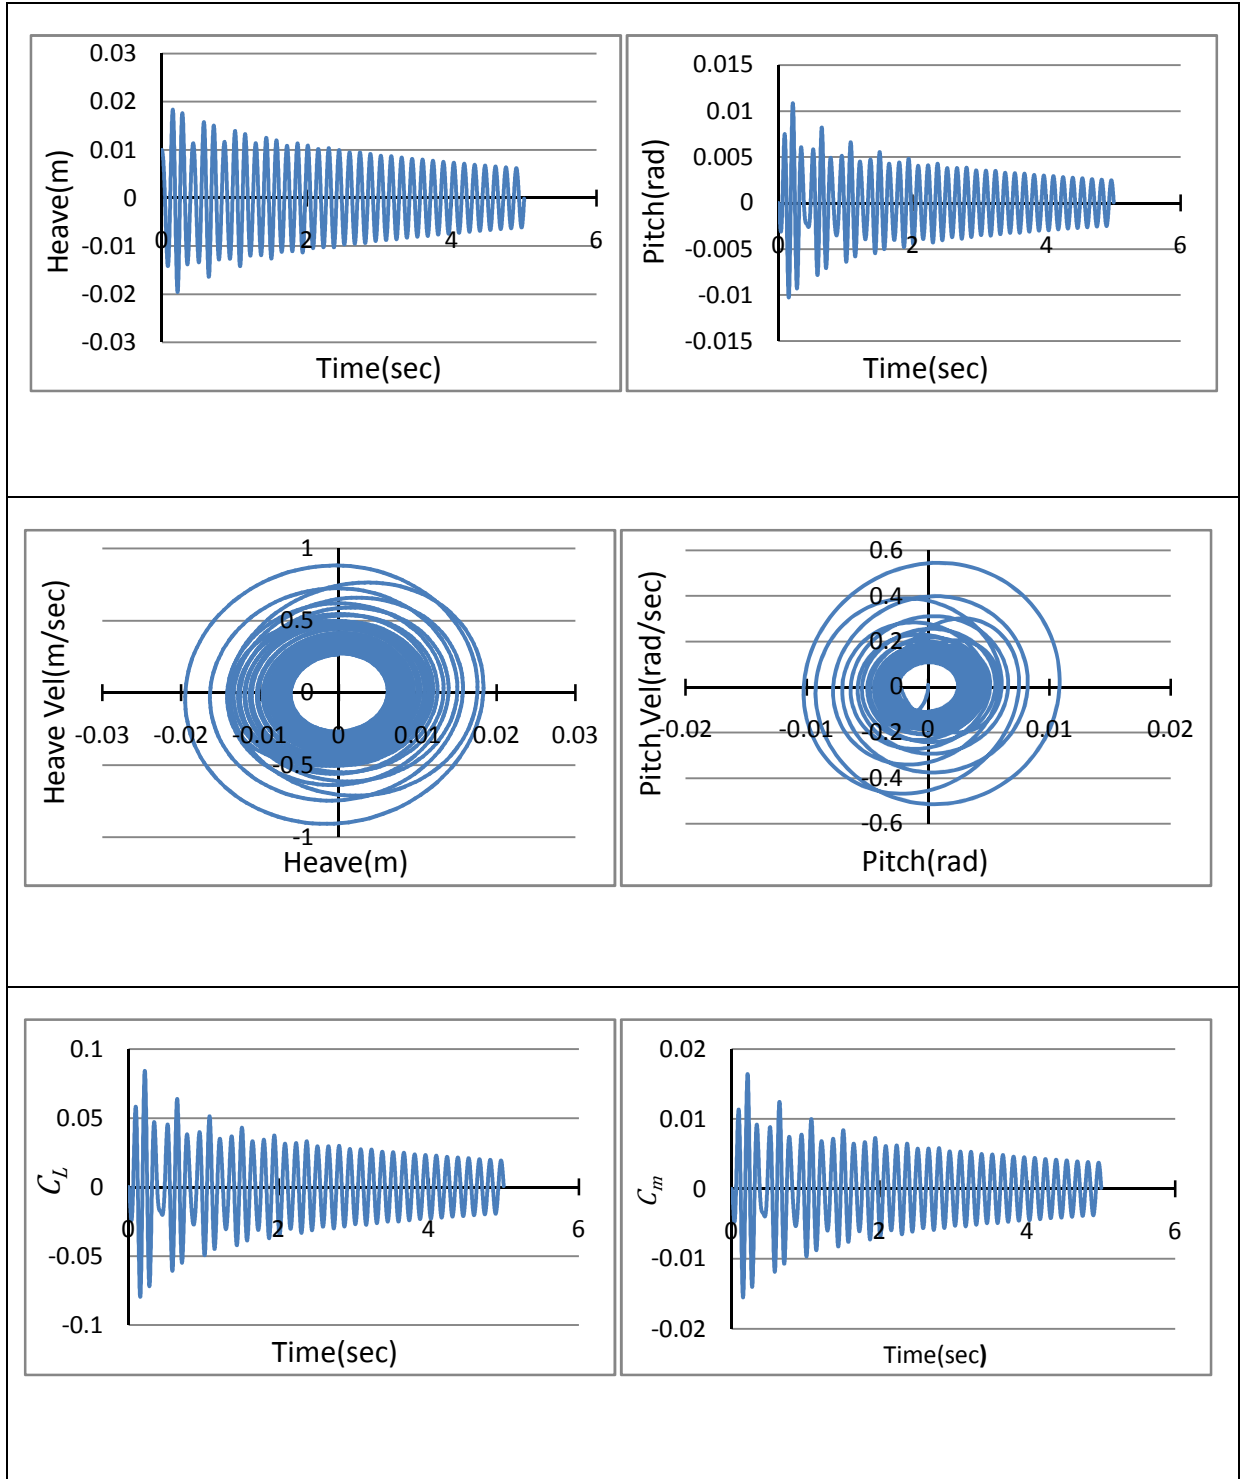 0.03
0.02
0.01
0
-0.01
-0.02
-0.03
0 2 4 6
Heave(m)
Time(sec)
0.015
0.01
0.005
0
-0.005
-0.01
-0.015
0 2 4 6
Pitch(rad)
Time(sec)
1
0.5
0
-0.5
-1
-0.03 -0.02 -0.01 0 0.01 0.02 0.03
Heave Vel(m/sec)
Heave(m)
0.6
0.4
0.2
0
-0.2
-0.4
-0.6
-0.02 -0.01 0 0.01 0.02
Pitch Vel(rad/sec)
Pitch(rad)
0.1
0.05
0
-0.05
-0.1
0 2 4 6
C_L
Time(sec)
0.02
0.01
0
-0.01
-0.02
0 2 4 6
C_m
Time(sec)